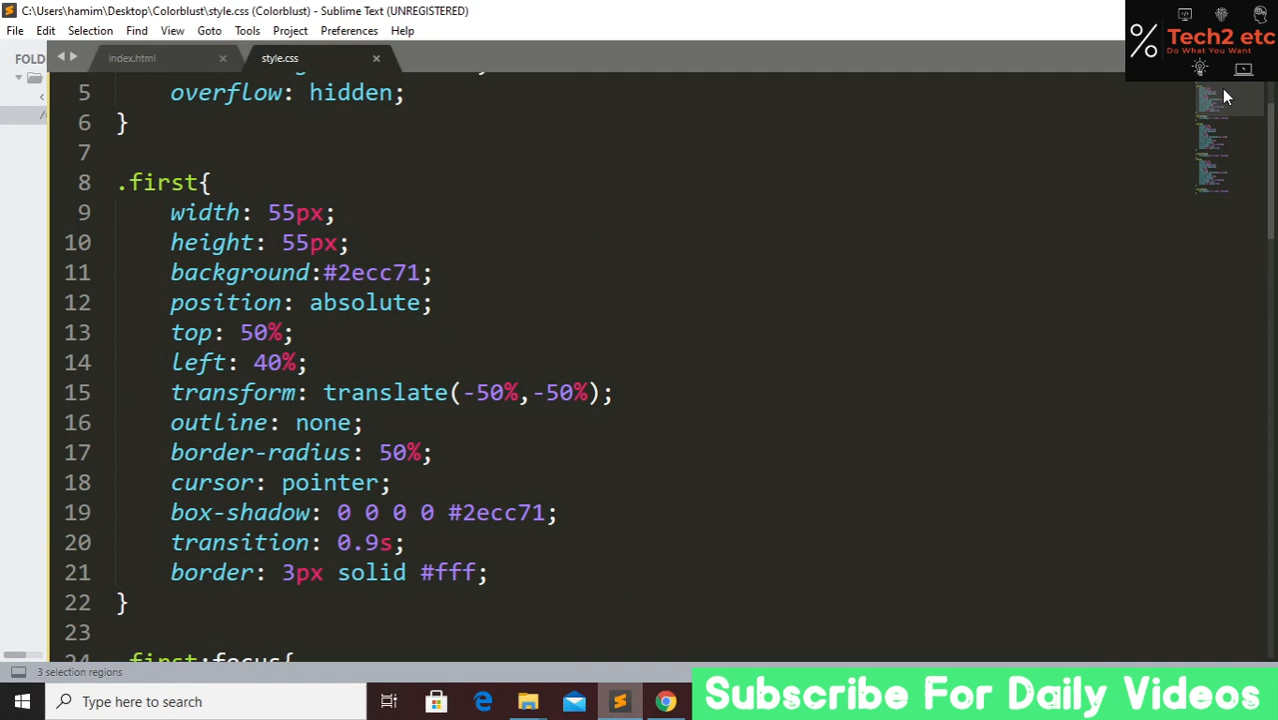 C:\Users\hamim\Desktop\Colorblust\style.css (Colorblust) - Sublime Text (UNREGISTERED)
File Edit Selection Find View Goto Tools Project Preferences Help
Tech2 etc
Do What You Want
FOLD
index.html
style.css
5 overflow: hidden;
6 }
7
8 .first{
9 width: 55px;
10 height: 55px;
11 background:#2ecc71;
12 position: absolute;
13 top: 50%;
14 left: 40%;
15 transform: translate(-50%,-50%);
16 outline: none;
17 border-radius: 50%;
18 cursor: pointer;
19 box-shadow: 0 0 0 0 #2ecc71;
20 transition: 0.9s;
21 border: 3px solid #fff;
22 }
23
24 .first:focus{
3 selection regions
Type here to search
Subscribe For Daily Videos